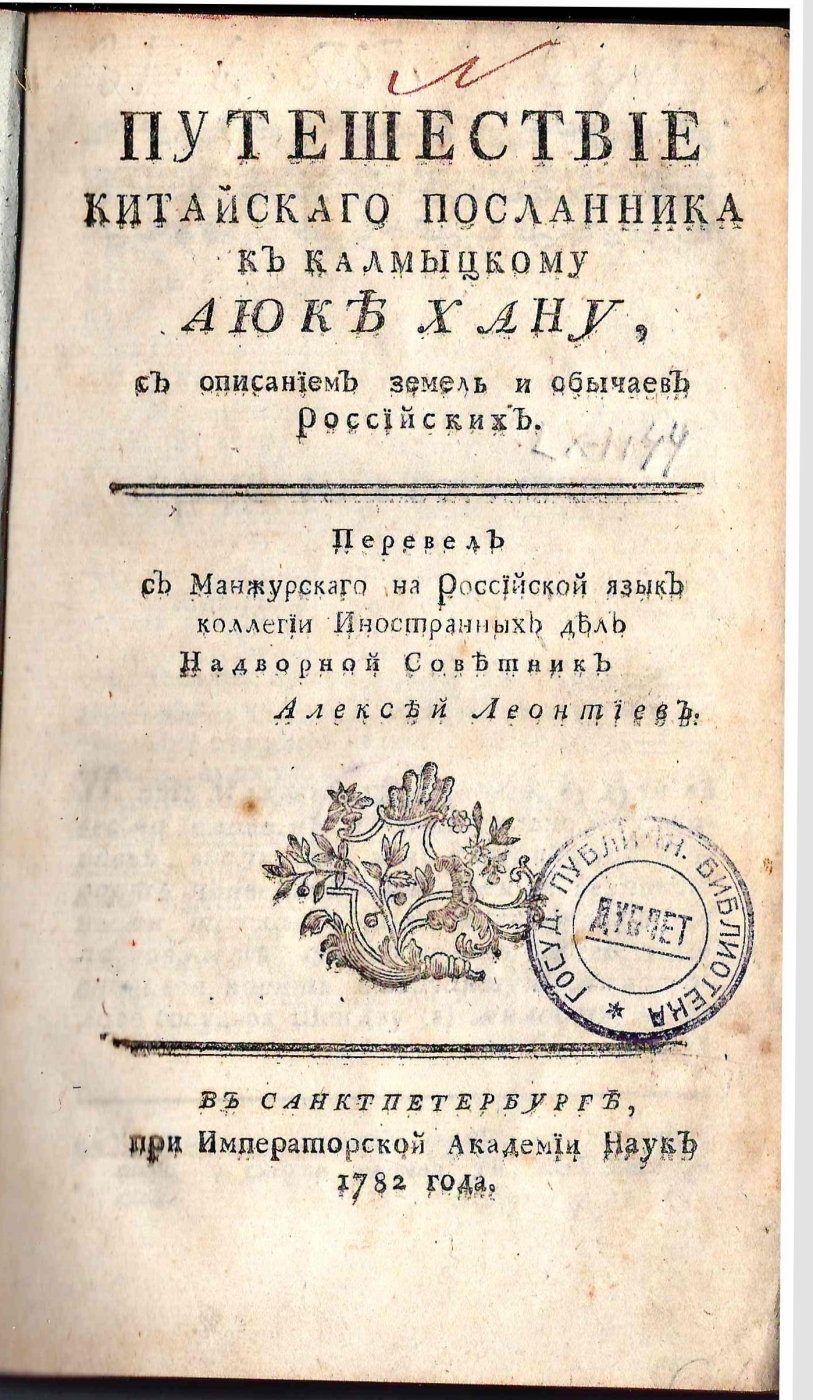 ПУТЕШЕСТВІЕ
КИТАЙСКАГО ПОСЛАННИКА
КЪ КАЛМЫЦКОМУ
АЮКѢ ХАНУ,
съ описанїемъ земель и обычаевъ
Россїйскихъ.
Перевелъ
съ Манжурскаго на Россїйской языкъ
коллегїи Иностранныхъ дѣлъ
Надворной Совѣтникъ
Алексѣй Леонтїевъ.
ГОСУД. ПУБЛИЧН. БИБЛИОТЕКА *
ДУБЛЕТ
ВЪ САНКТПЕТЕРБУРГѢ,
при Императорской Академїи Наукъ
1782 года.